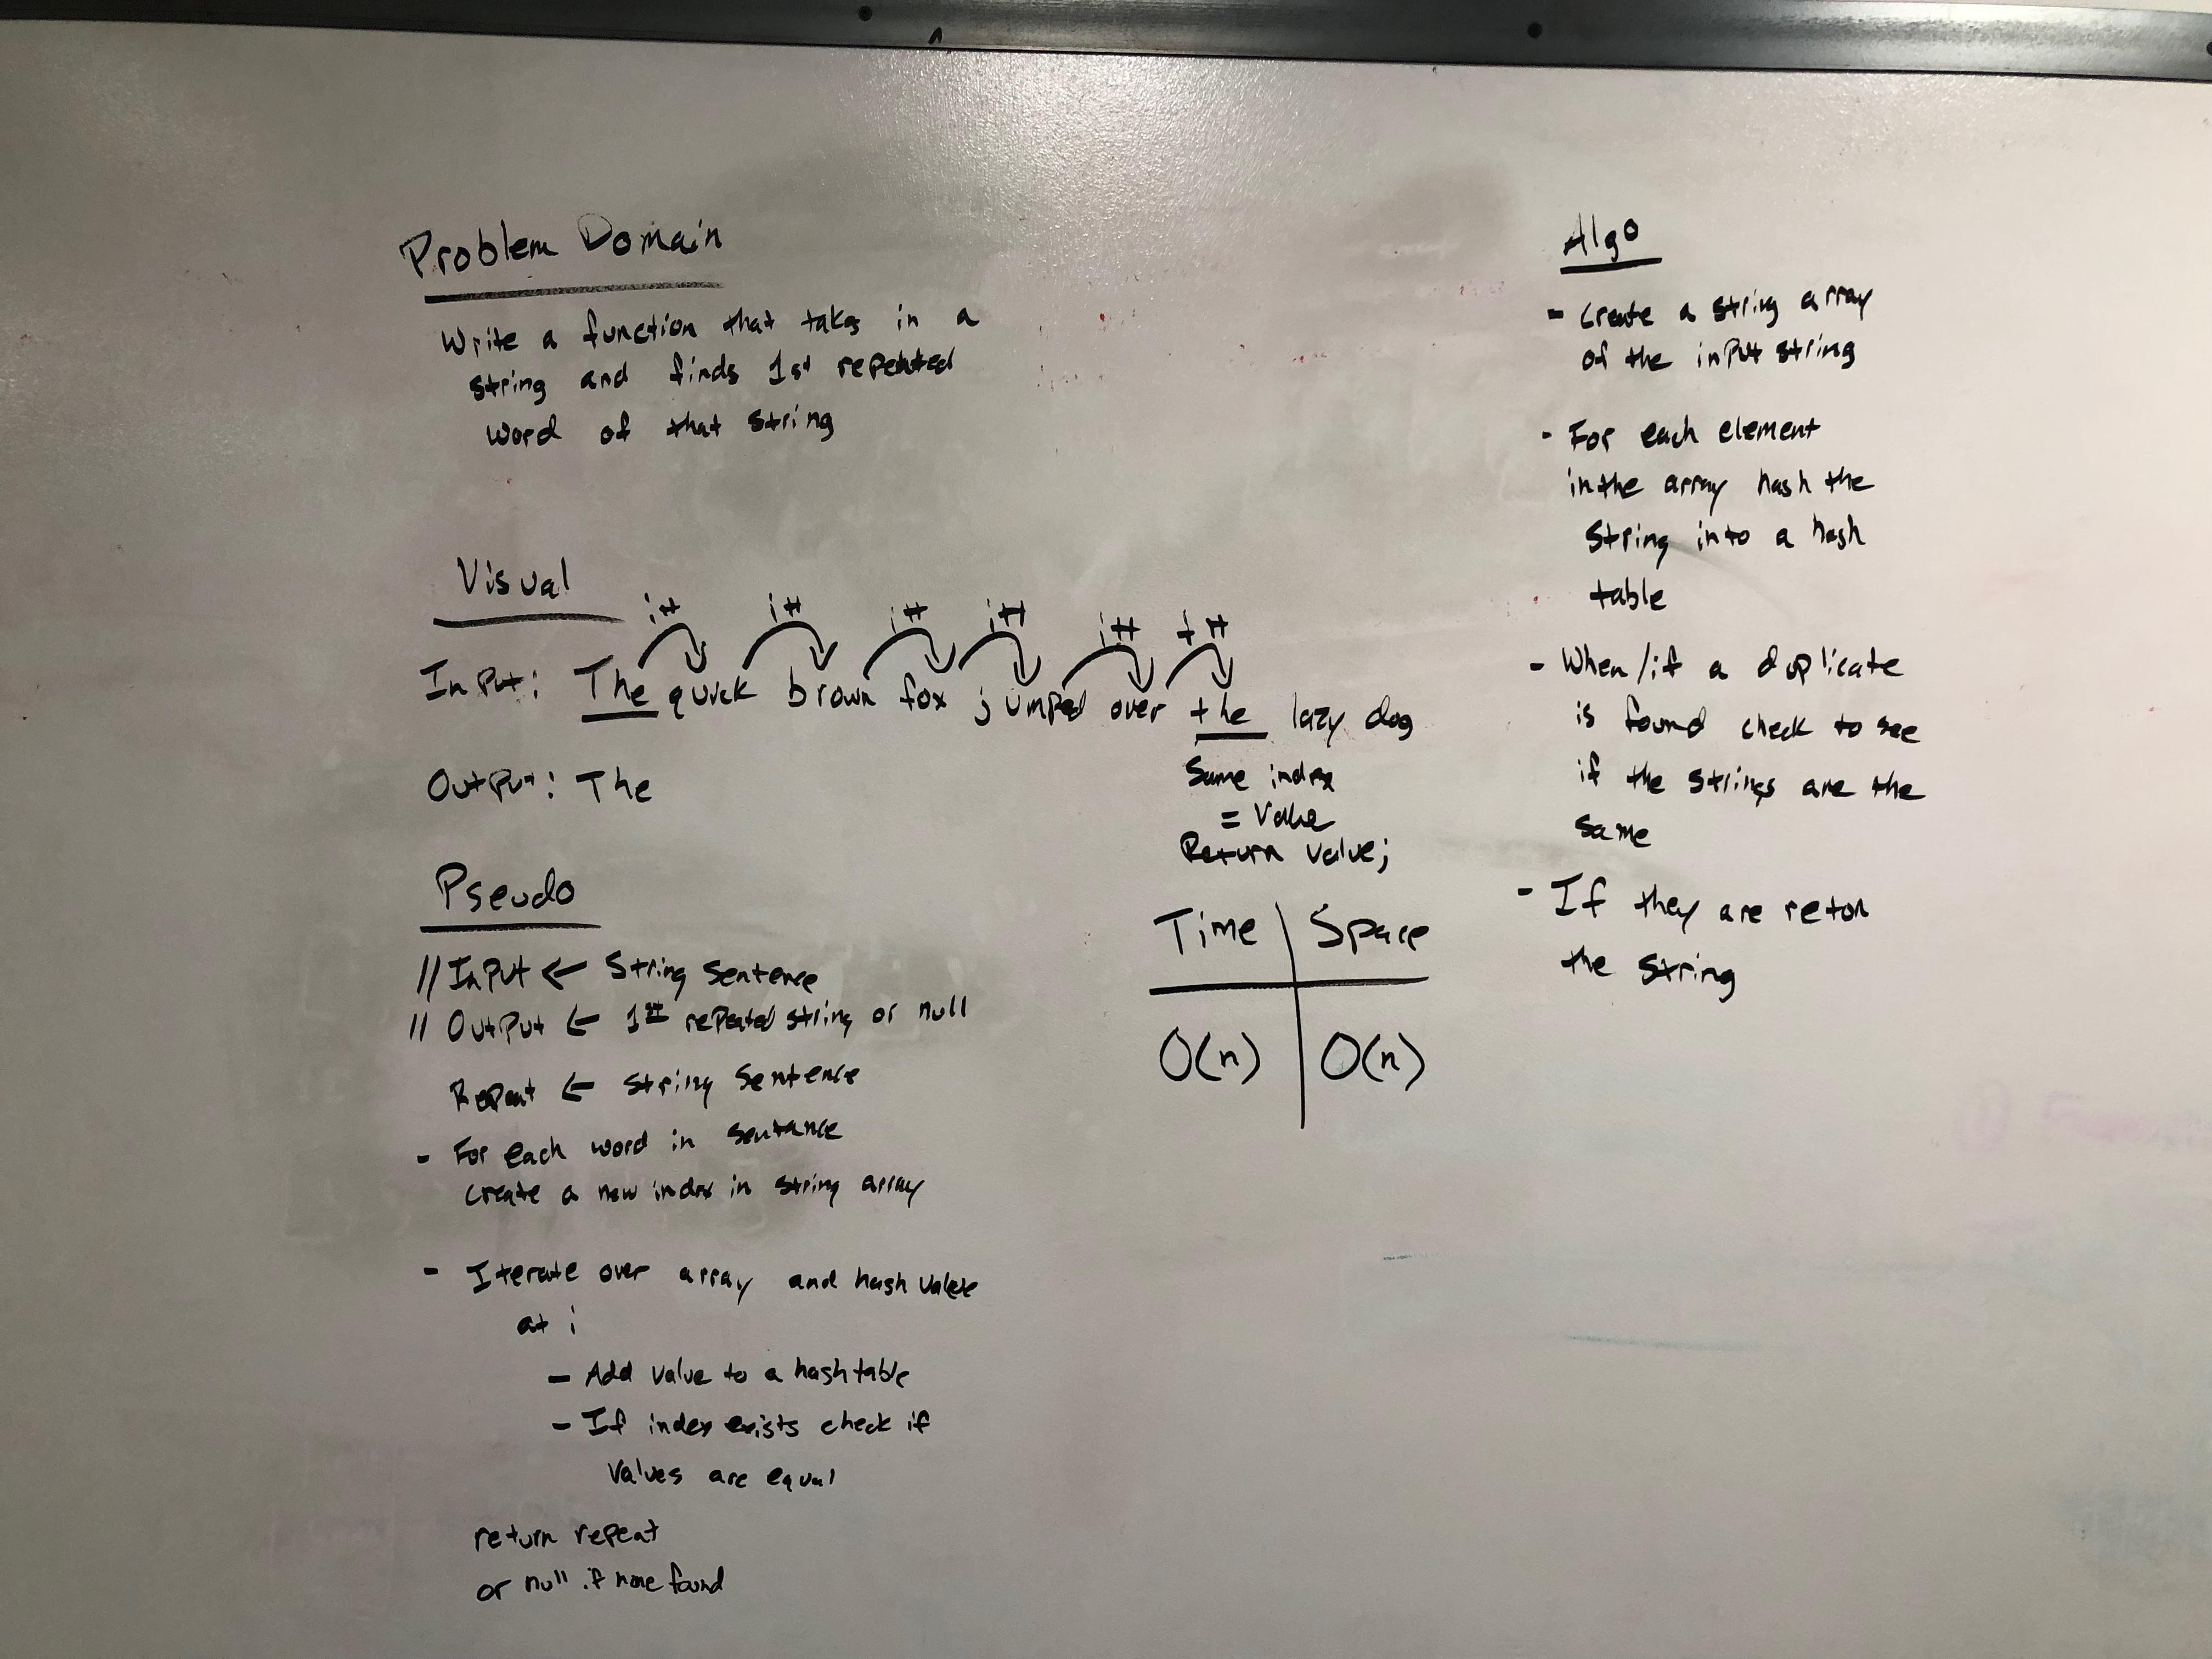 Problem Domain
Write a function that takes in a
string and finds 1st repeated
word of that string
Visual
i++ i++ i++ i++ i++ i++
Input: The quick brown fox jumped over the lazy dog
Same index
= Value
Return value;
Output: The
Pseudo
// Input ← String Sentence
// Output ← 1st repeated string or null
Repeat ← String Sentence
- For each word in sentance
create a new index in string array
- Iterate over array and hash value
at i
- Add value to a hashtable
- If index exists check if
values are equal
return repeat
or null if none found
Time | Space
O(n) | O(n)
Algo
- Create a string array
of the input string
- For each element
in the array hash the
String into a hash
table
- When/if a duplicate
is found check to see
if the strings are the
same
- If they are
the string